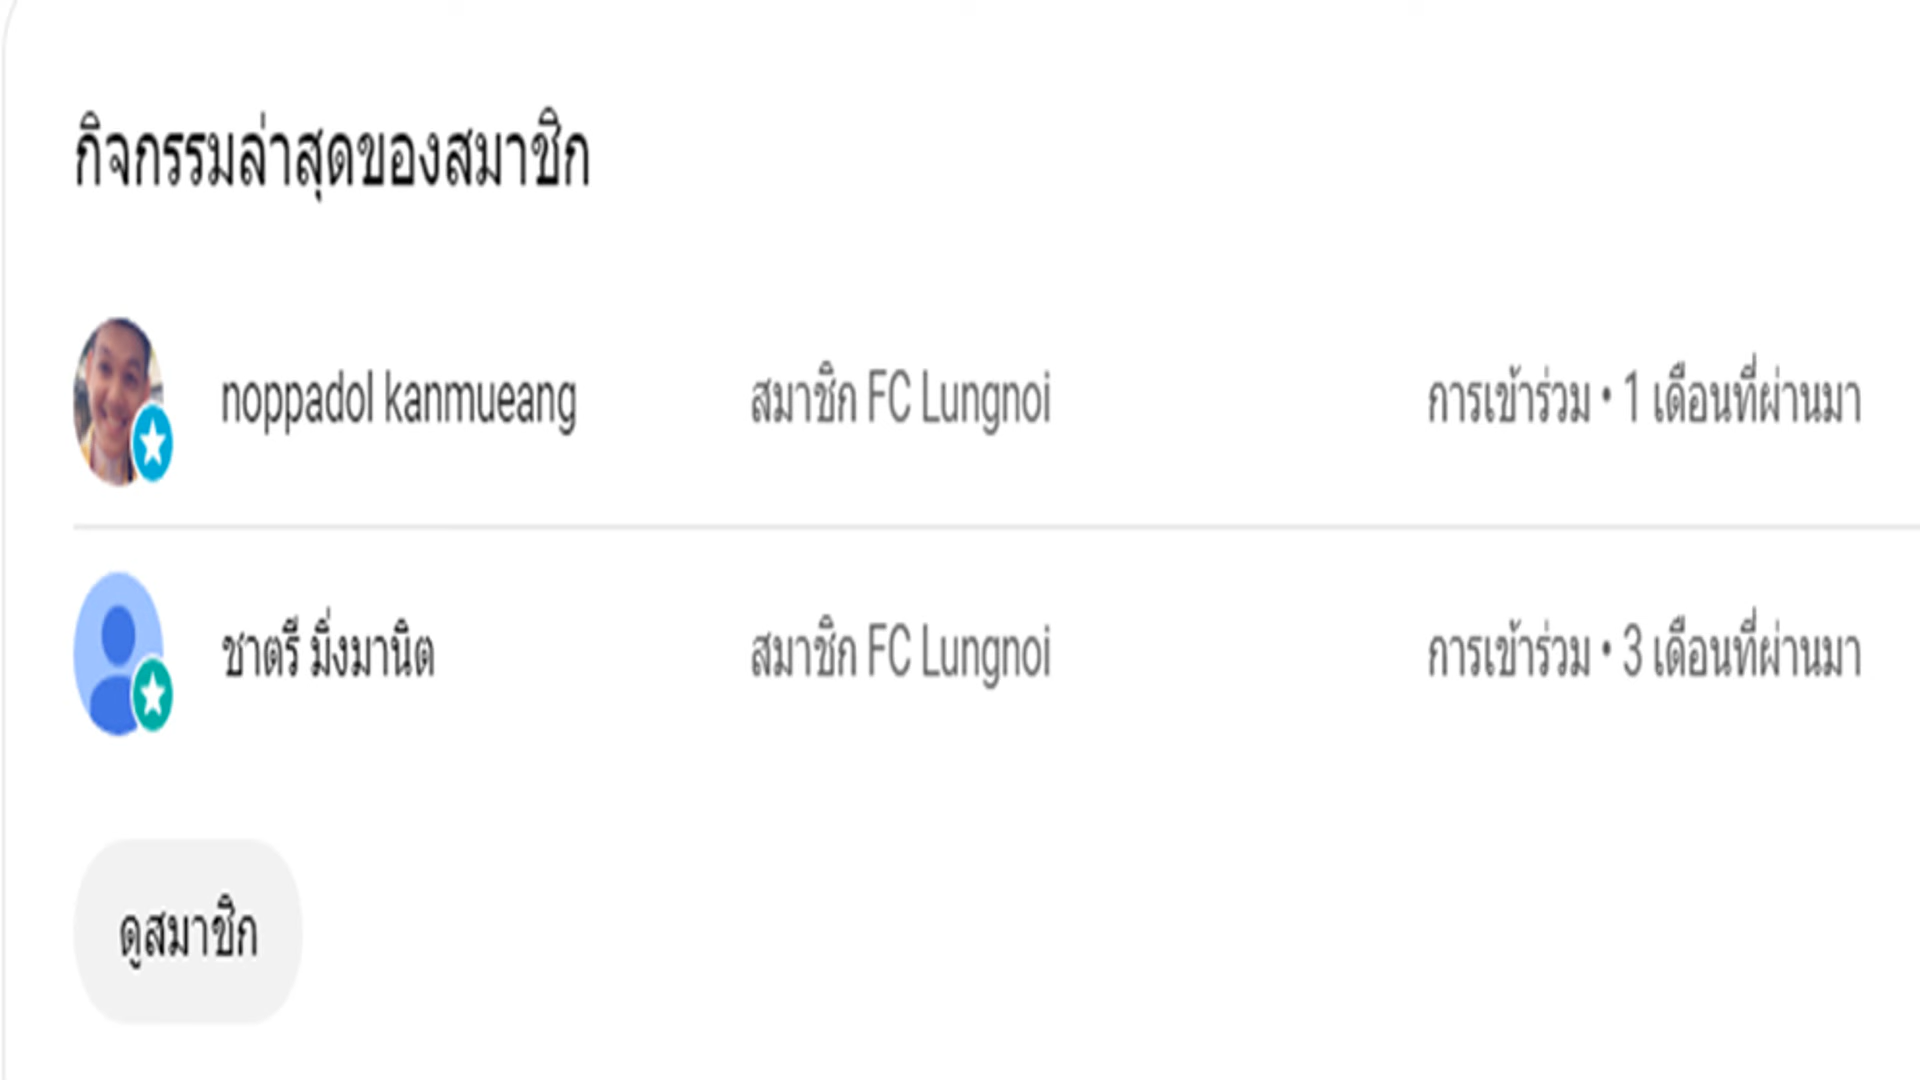 กิจกรรมล่าสุดของสมาชิก
noppadol kanmueang สมาชิก FC Lungnoi การเข้าร่วม • 1 เดือนที่ผ่านมา
ชาตรี มิ่งมานิต สมาชิก FC Lungnoi การเข้าร่วม • 3 เดือนที่ผ่านมา
ดูสมาชิก